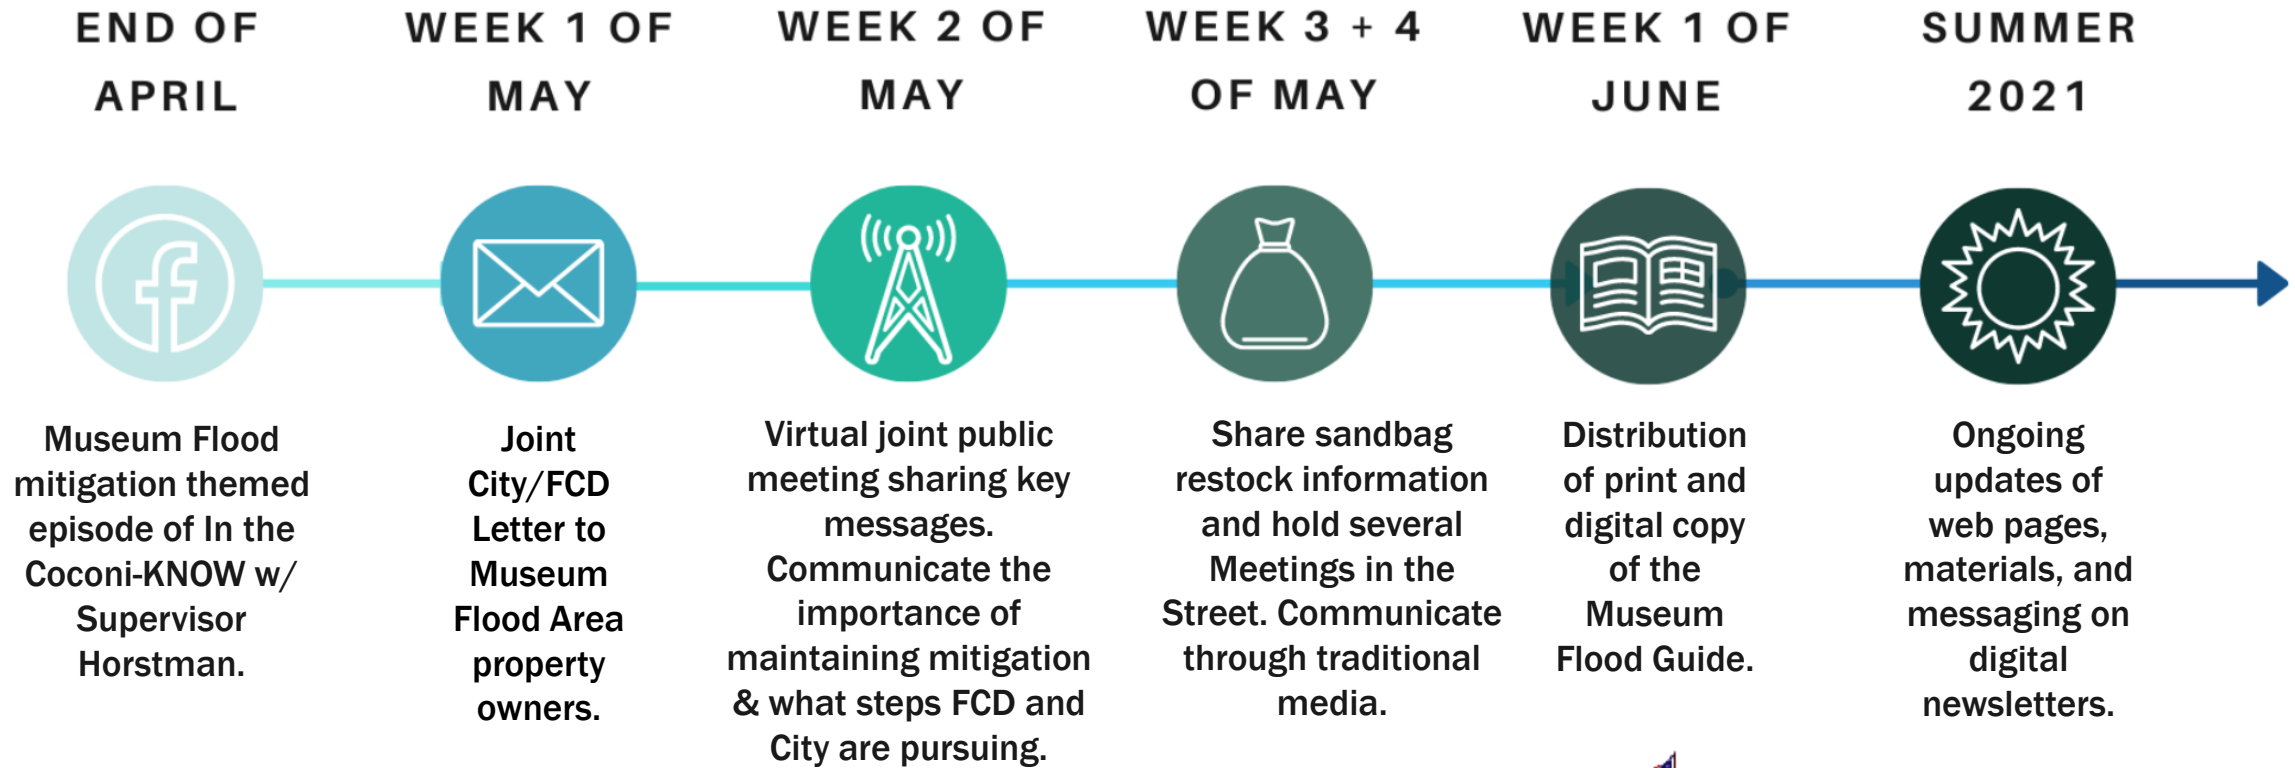 END OF
APRIL
WEEK 1 OF
MAY
WEEK 2 OF
MAY
WEEK 3 + 4
OF MAY
WEEK 1 OF
JUNE
SUMMER
2021
Museum Flood
mitigation themed
episode of In the
Coconi-KNOW w/
Supervisor
Horstman.
Joint
City/FCD
Letter to
Museum
Flood Area
property
owners.
Virtual joint public
meeting sharing key
messages.
Communicate the
importance of
maintaining mitigation
& what steps FCD and
City are pursuing.
Share sandbag
restock information
and hold several
Meetings in the
Street. Communicate
through traditional
media.
Distribution
of print and
digital copy
of the
Museum
Flood Guide.
Ongoing
updates of
web pages,
materials, and
messaging on
digital
newsletters.